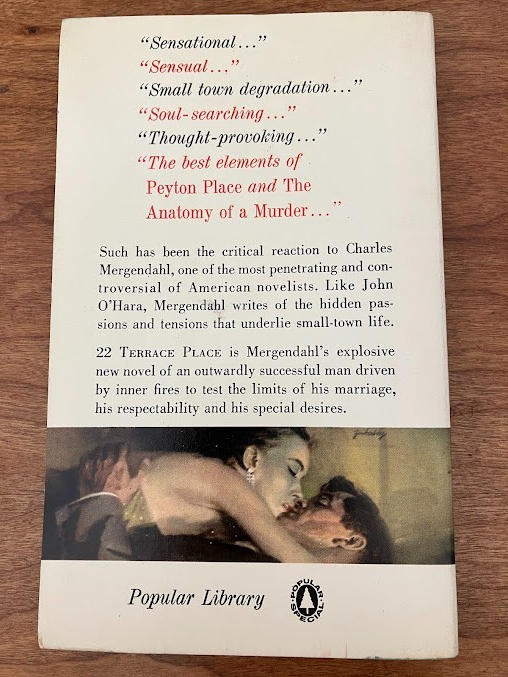 “Sensational...”
“Sensual...”
“Small town degradation...”
“Soul-searching...”
“Thought-provoking...”
“The best elements of
Peyton Place and The
Anatomy of a Murder...”
Such has been the critical reaction to Charles
Mergendahl, one of the most penetrating and con-
troversial of American novelists. Like John
O’Hara, Mergendahl writes of the hidden pas-
sions and tensions that underlie small-town life.
22 TERRACE PLACE is Mergendahl’s explosive
new novel of an outwardly successful man driven
by inner fires to test the limits of his marriage,
his respectability and his special desires.
Popular Library
POPULAR
SPECIAL